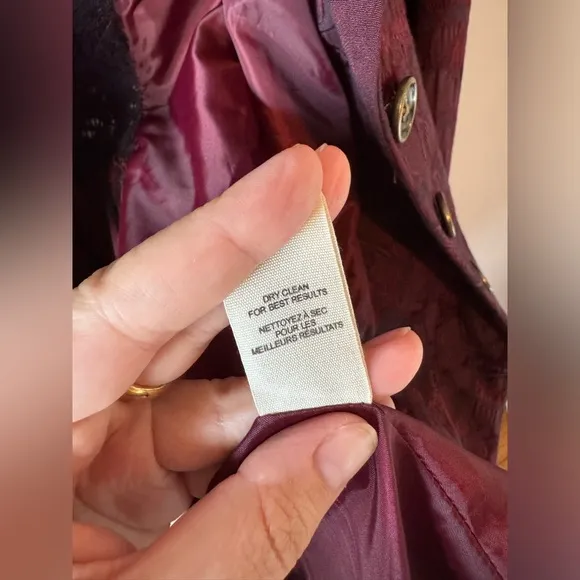 DRY CLEAN
FOR BEST RESULTS
NETTOYEZ À SEC
POUR LES
MEILLEURS RÉSULTATS